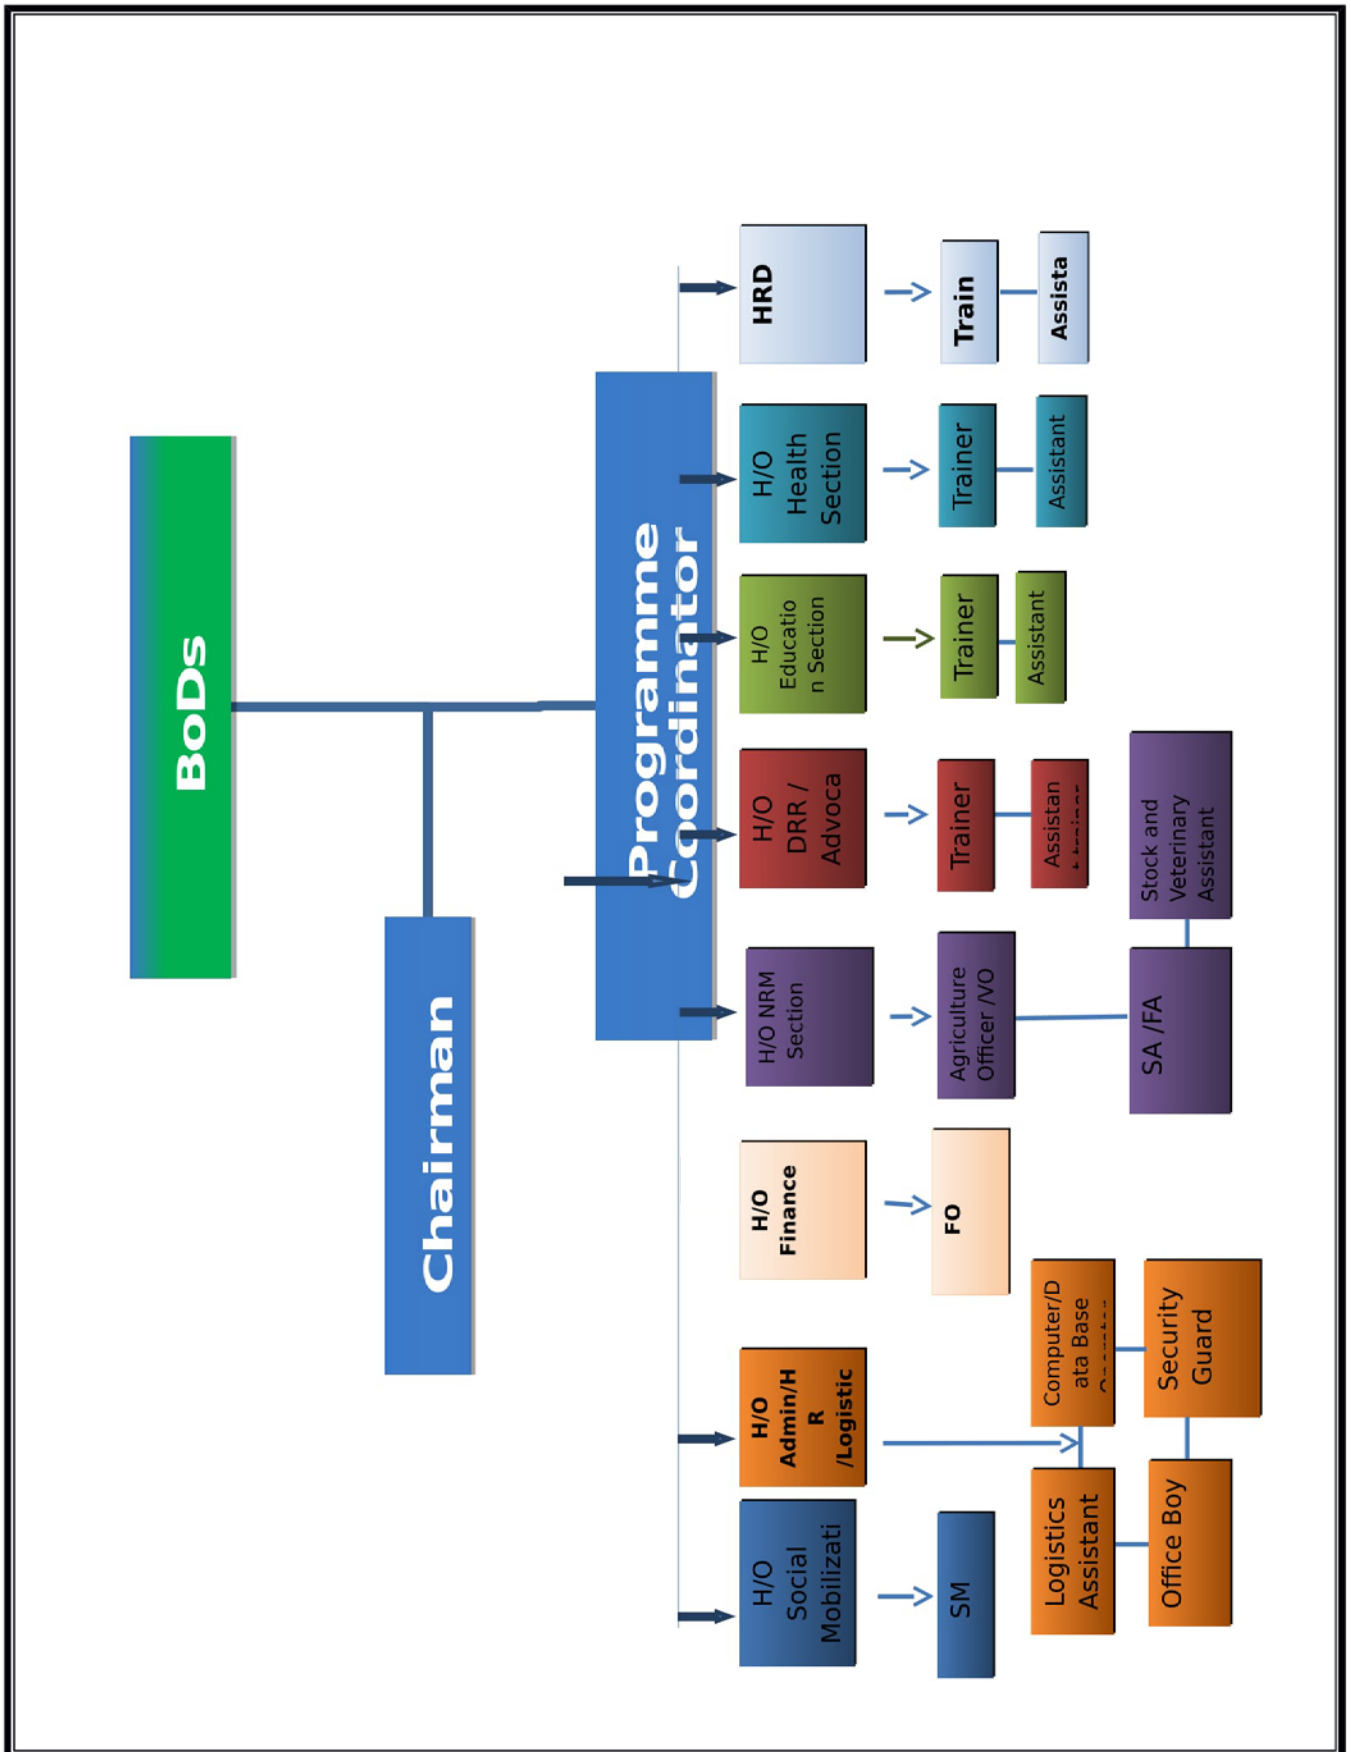 BoDs
Chairman
Programme
Coordinator
H/O
Social
Mobilizati
H/O
Admin/H
R
/Logistic
H/O
Finance
H/O NRM
Section
H/O
DRR /
Advoca
H/O
Educatio
n Section
H/O
Health
Section
HRD
SM
FO
Agriculture
Officer /VO
Trainer
Trainer
Trainer
Train
Logistics
Assistant
Computer/D
ata Base
Assistan
Assistant
Assistant
Assista
Office Boy
Security
Guard
SA /FA
Stock and
Veterinary
Assistant